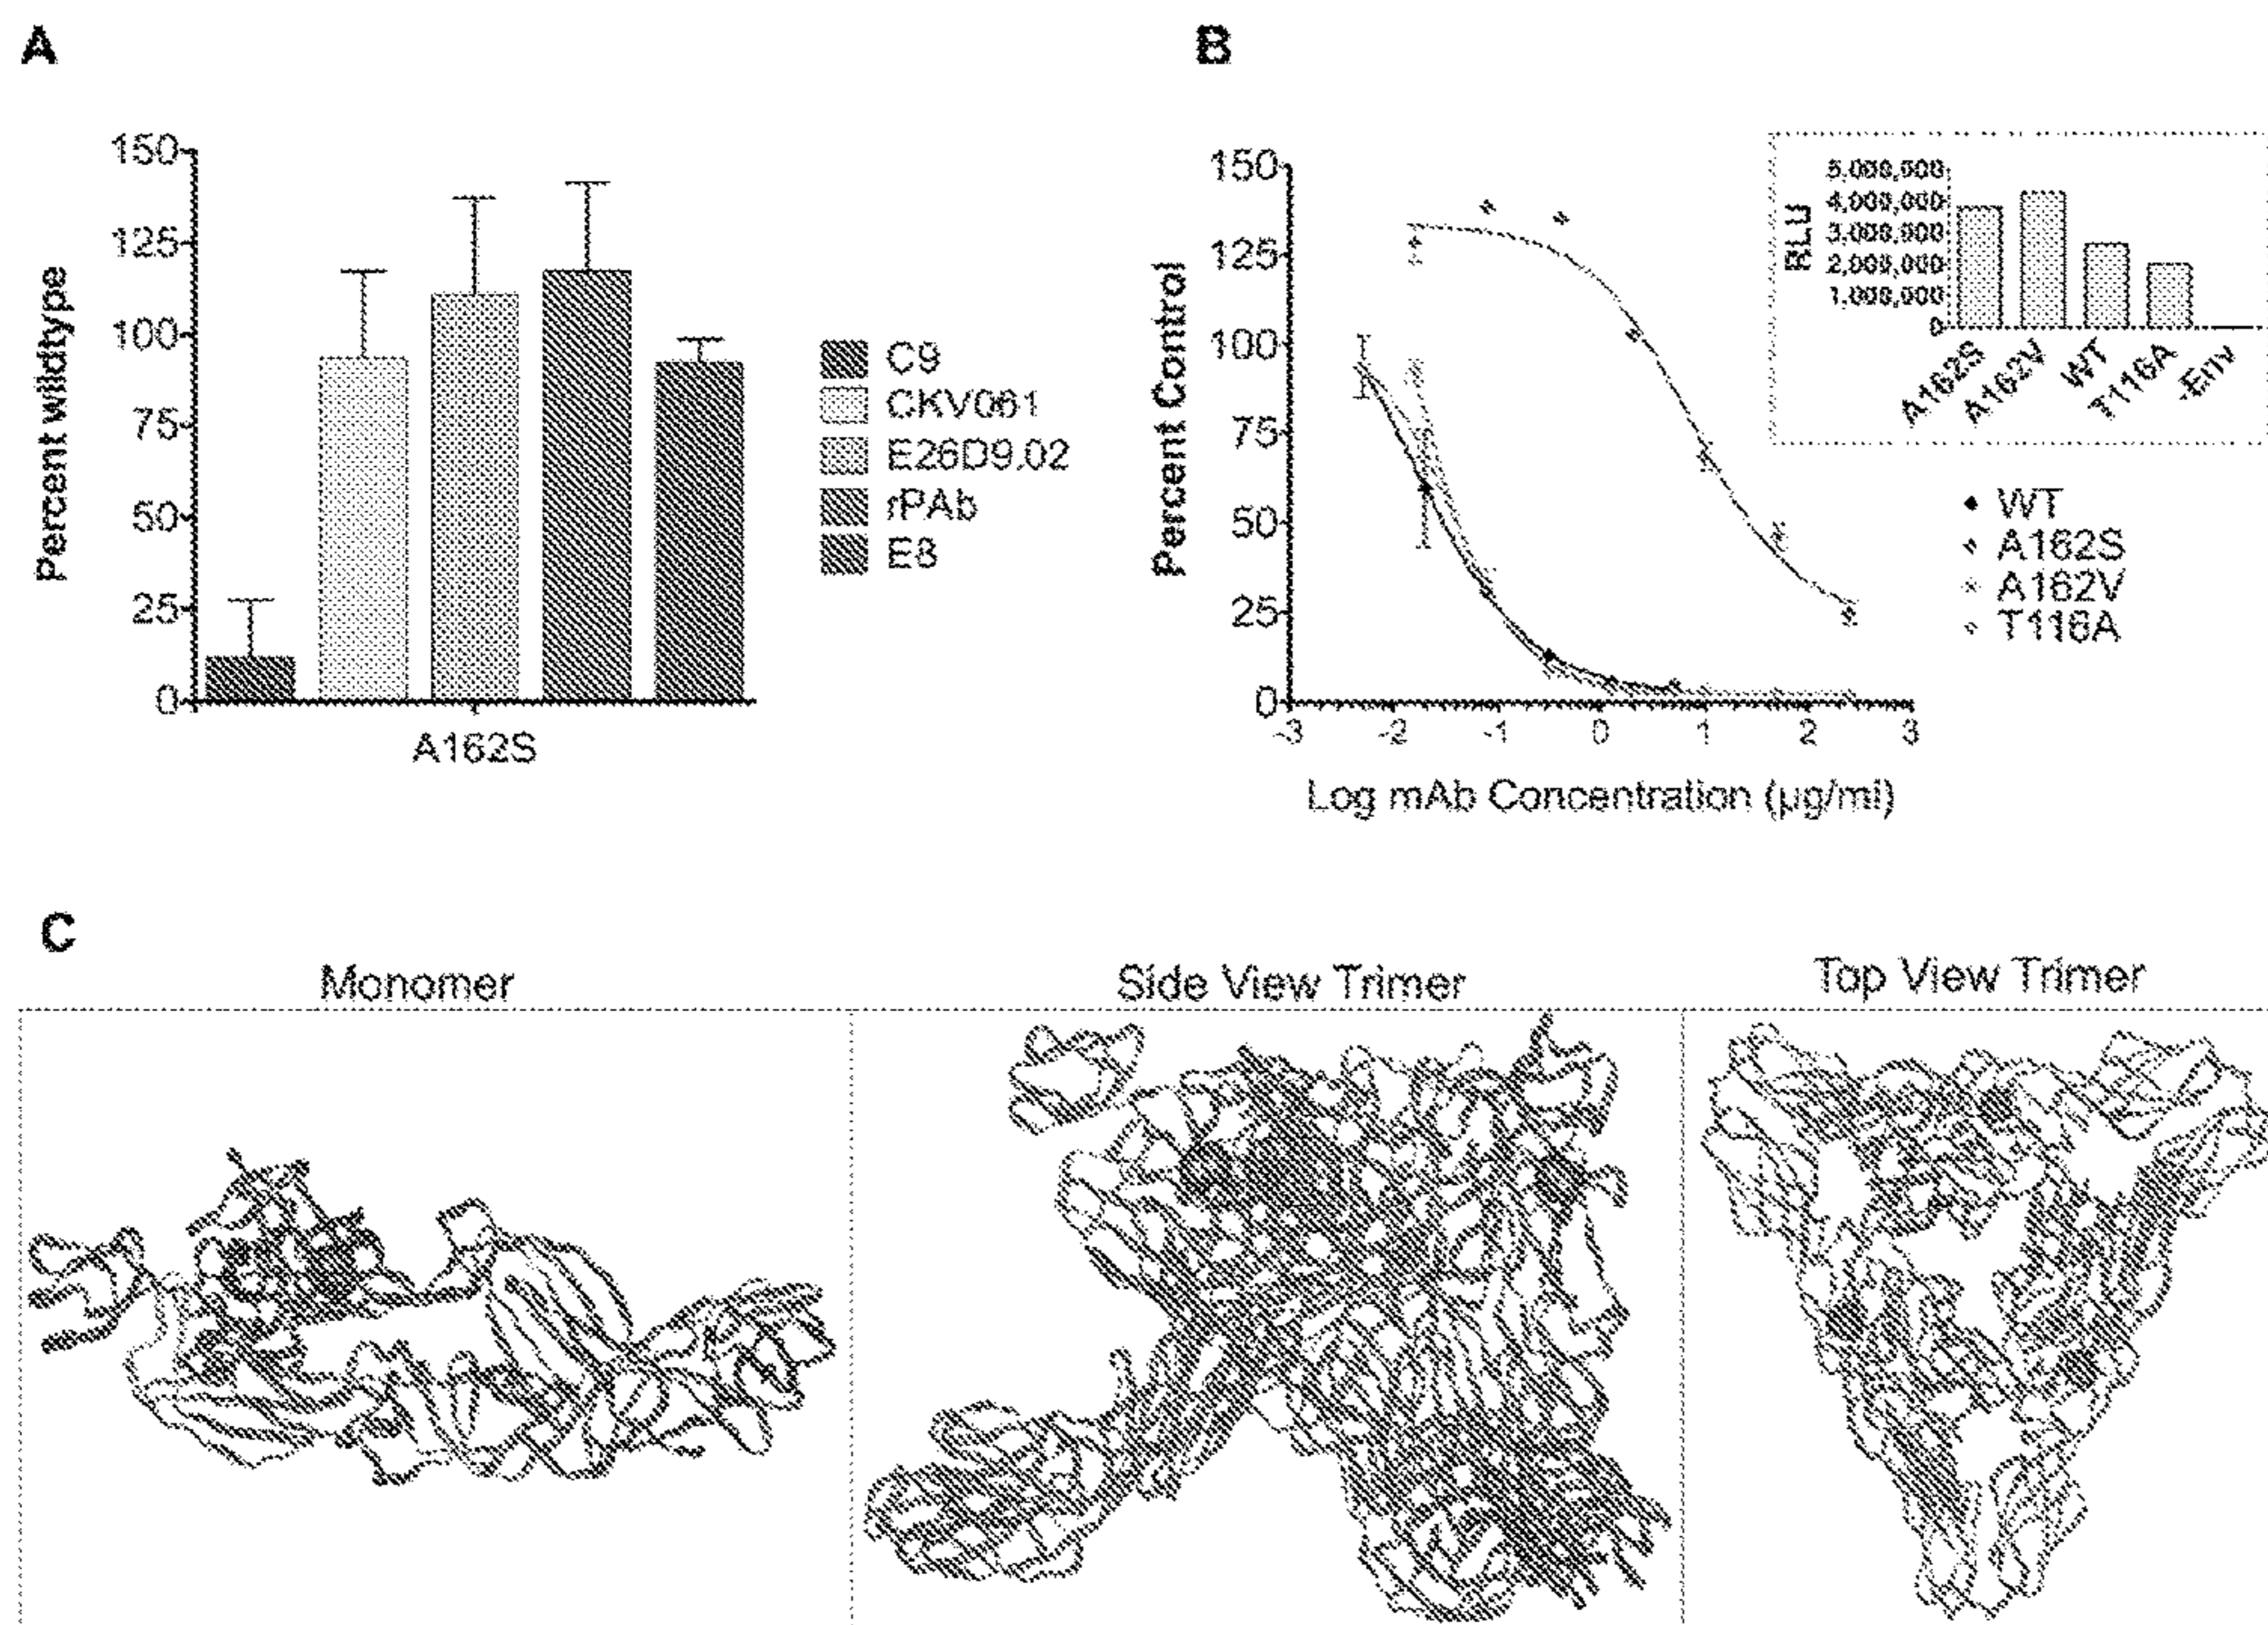 A
150
125
100
75
50
25
0
Percent wildtype
A162S
C9
CKV061
E26D9.02
rPAb
E8
B
150
125
100
75
50
25
0
Percent Control
-3 -2 -1 0 1 2 3
Log mAb Concentration (µg/ml)
RLU
5,000,000
4,000,000
3,000,000
2,000,000
1,000,000
0
A162S A162V WT T116A -Env
WT
A162S
A162V
T116A
C
Monomer Side View Trimer Top View Trimer